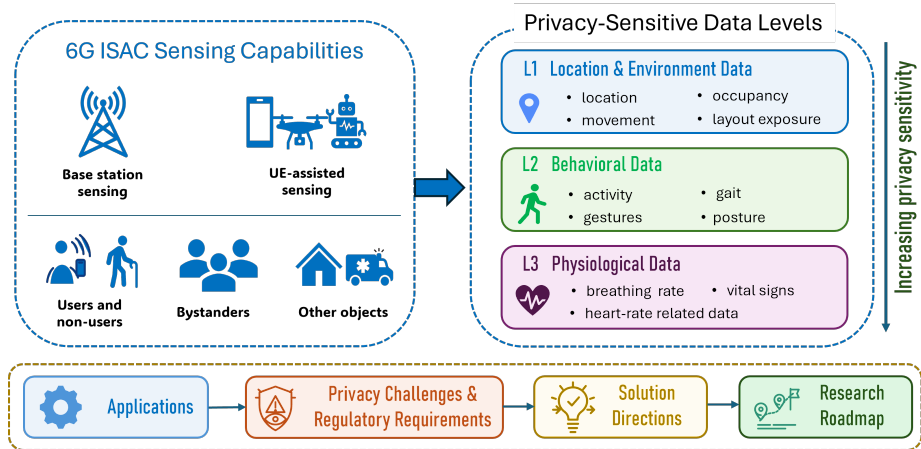 6G ISAC Sensing Capabilities
Base station
sensing
UE-assisted
sensing
Users and
non-users
Bystanders
Other objects
Privacy-Sensitive Data Levels
L1 Location & Environment Data
• location
• occupancy
• movement
• layout exposure
L2 Behavioral Data
• activity
• gait
• gestures
• posture
L3 Physiological Data
• breathing rate
• vital signs
• heart-rate related data
Increasing privacy sensitivity
Applications
Privacy Challenges &
Regulatory Requirements
Solution
Directions
Research
Roadmap